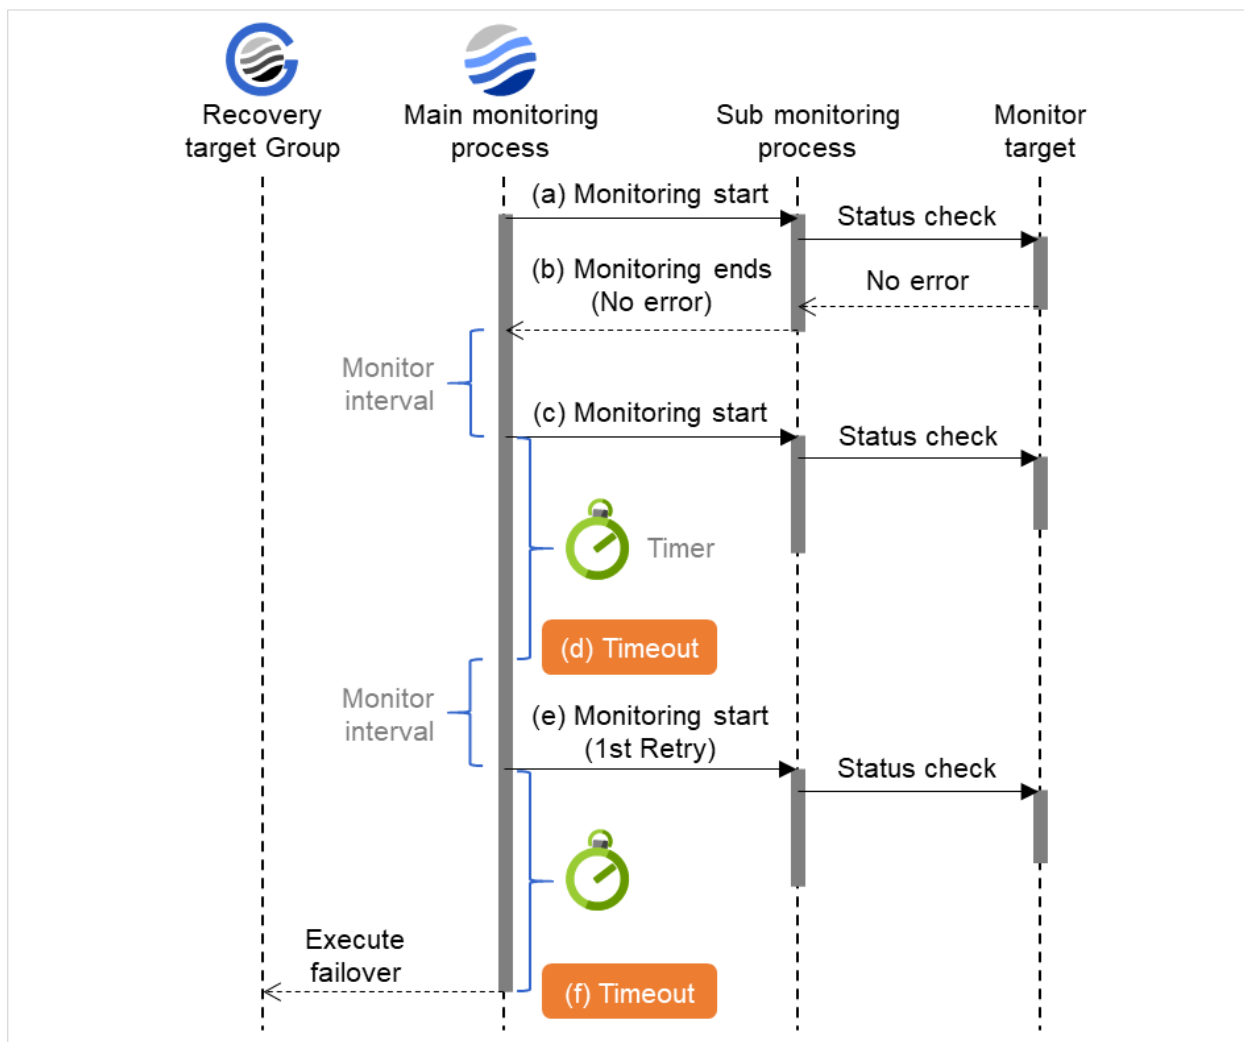 Recovery
target Group
Main monitoring
process
Sub monitoring
process
Monitor
target
(a) Monitoring start
Status check
(b) Monitoring ends
(No error)
No error
Monitor
interval
(c) Monitoring start
Status check
Timer
(d) Timeout
Monitor
interval
(e) Monitoring start
(1st Retry)
Status check
Execute
failover
(f) Timeout